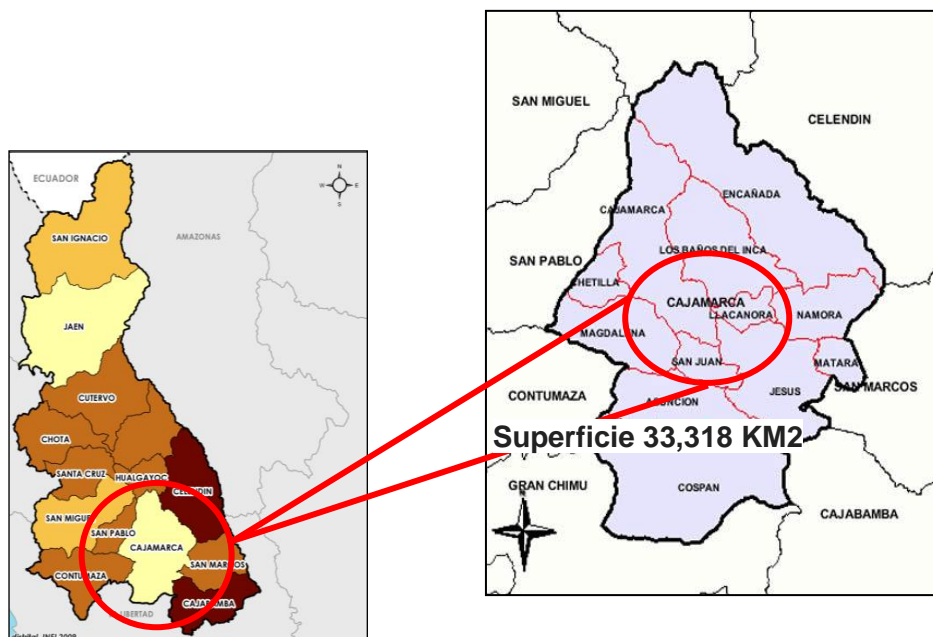 ECUADOR
N
W
E
S
SAN IGNACIO
AMAZONAS
JAEN
CUTERVO
CHOTA
SANTA CRUZ
HUALGAYOC
CELENDIN
SAN MIGUEL
SAN PABLO
CAJAMARCA
SAN MARCOS
CONTUMAZA
LIBERTAD
CAJABAMBA
SAN MIGUEL
CELENDIN
ENCAÑADA
CAJAMARCA
LOS BAÑOS DEL INCA
SAN PABLO
CHETILLA
CAJAMARCA
LLACANORA
NAMORA
MAGDALENA
SAN JUAN
MATARA
SAN MARCOS
CONTUMAZA
JESUS
ASUNCION
Superficie 33,318 KM2
GRAN CHIMU
COSPAN
CAJABAMBA